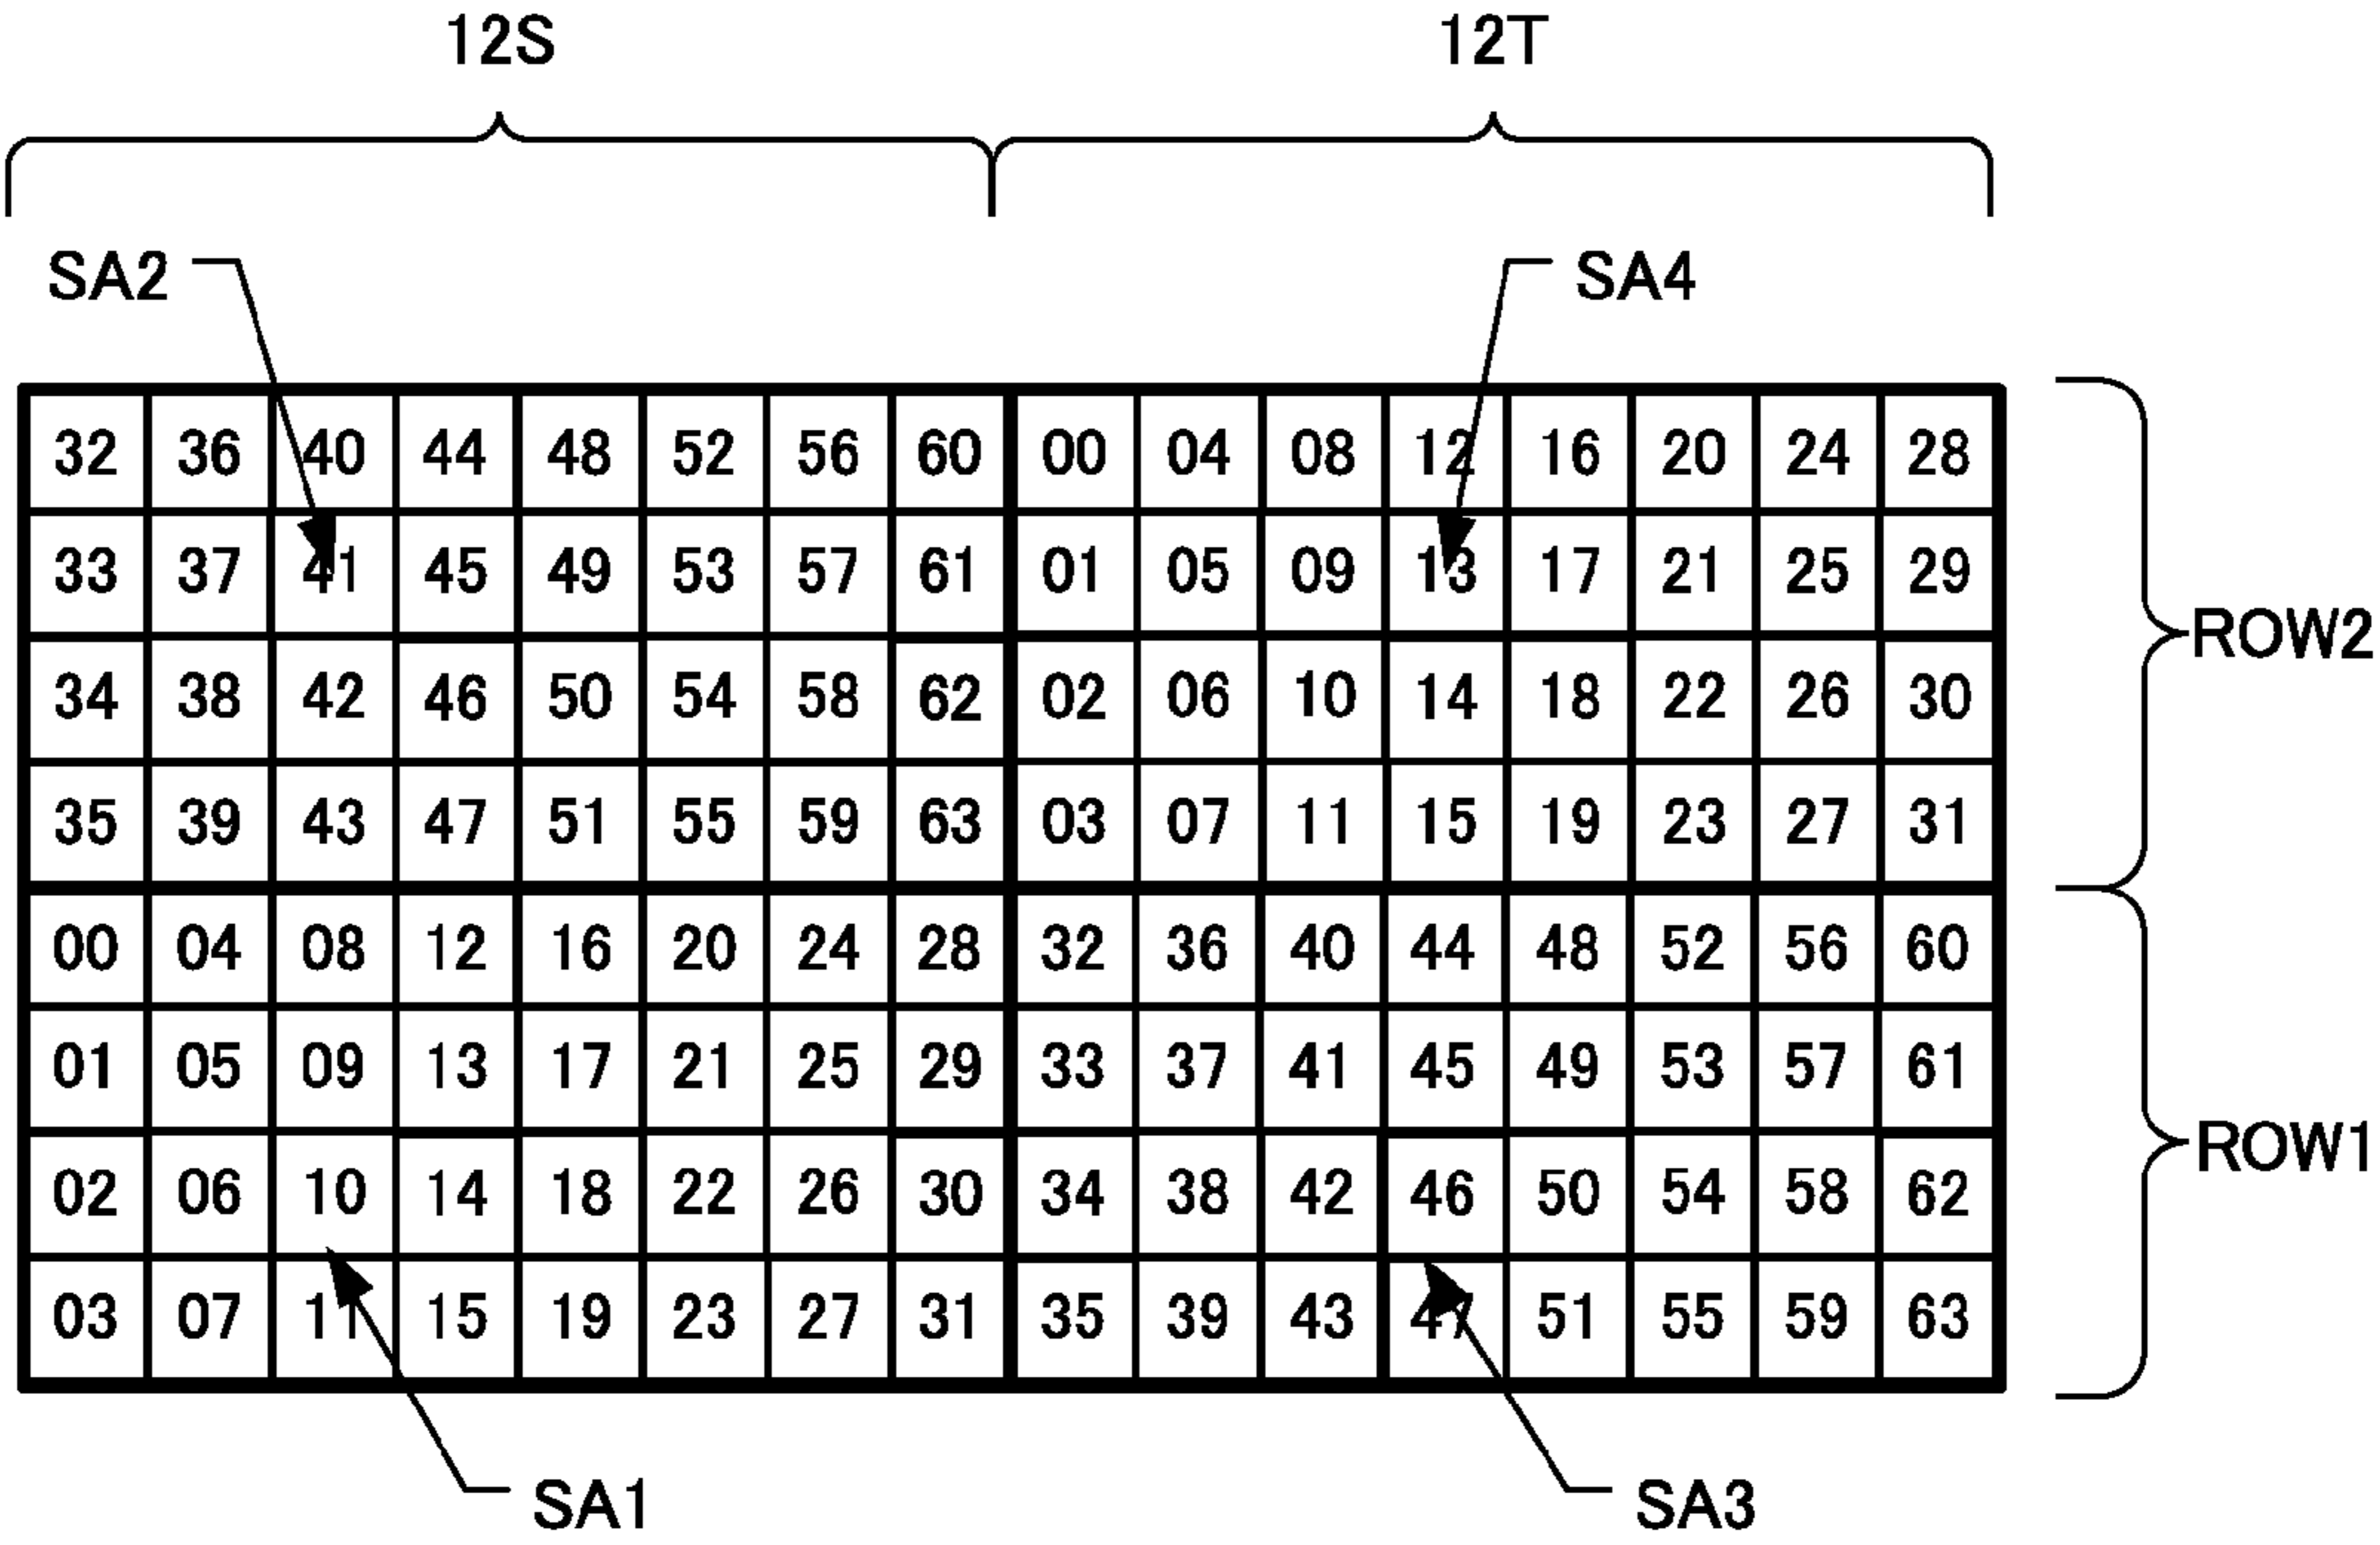 12S 12T
SA2 SA4
32 36 40 44 48 52 56 60 00 04 08 12 16 20 24 28
33 37 41 45 49 53 57 61 01 05 09 13 17 21 25 29
ROW2
34 38 42 46 50 54 58 62 02 06 10 14 18 22 26 30
35 39 43 47 51 55 59 63 03 07 11 15 19 23 27 31
00 04 08 12 16 20 24 28 32 36 40 44 48 52 56 60
01 05 09 13 17 21 25 29 33 37 41 45 49 53 57 61
ROW1
02 06 10 14 18 22 26 30 34 38 42 46 50 54 58 62
03 07 11 15 19 23 27 31 35 39 43 47 51 55 59 63
SA1 SA3